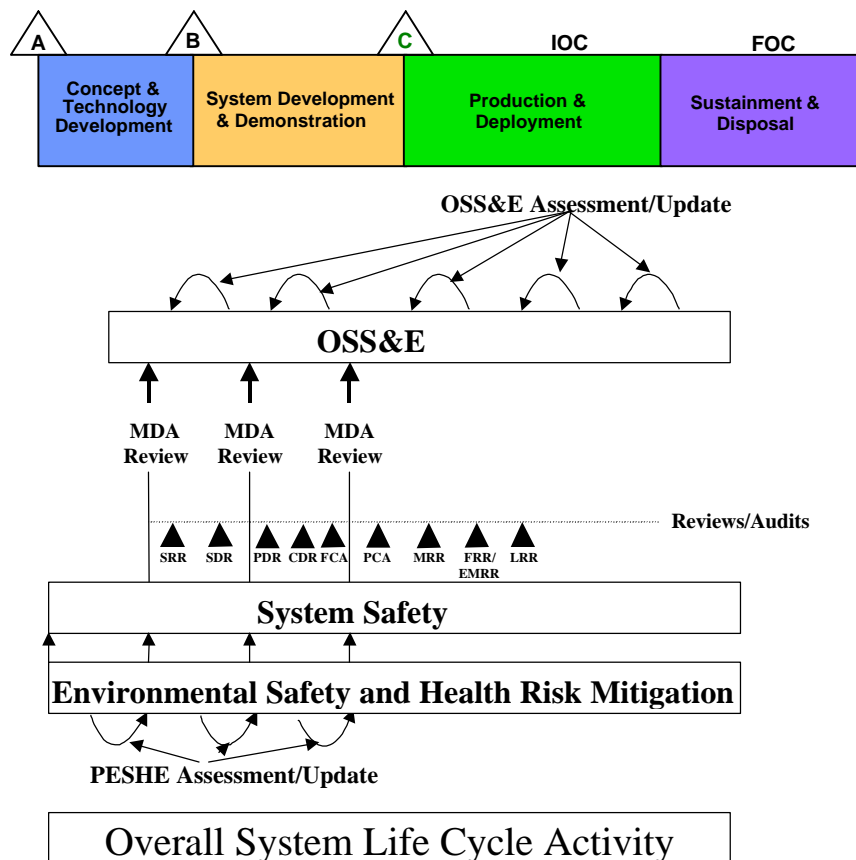 A
B
C
IOC
FOC
Concept &
Technology
Development
System Development
& Demonstration
Production &
Deployment
Sustainment &
Disposal
OSS&E Assessment/Update
OSS&E
MDA
Review
MDA
Review
MDA
Review
Reviews/Audits
SRR
SDR
PDR
CDR
FCA
PCA
MRR
FRR/
EMRR
LRR
System Safety
Environmental Safety and Health Risk Mitigation
PESHE Assessment/Update
Overall System Life Cycle Activity